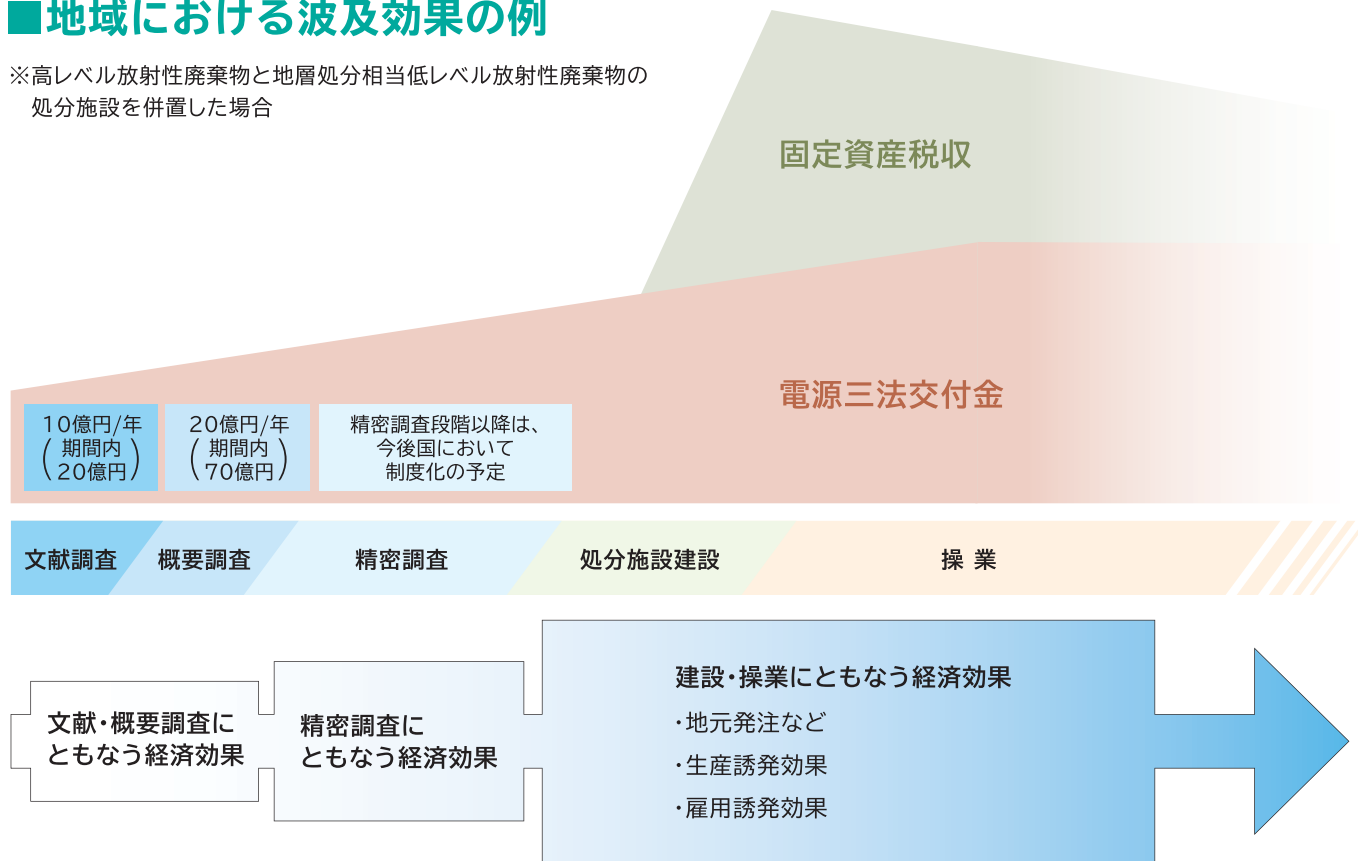 ■地域における波及効果の例
※高レベル放射性廃棄物と地層処分相当低レベル放射性廃棄物の
処分施設を併置した場合
固定資産税収
電源三法交付金
10億円/年
(期間内
20億円)
20億円/年
(期間内
70億円)
精密調査段階以降は、
今後国において
制度化の予定
文献調査
概要調査
精密調査
処分施設建設
操 業
文献・概要調査に
ともなう経済効果
精密調査に
ともなう経済効果
建設・操業にともなう経済効果
・地元発注など
・生産誘発効果
・雇用誘発効果